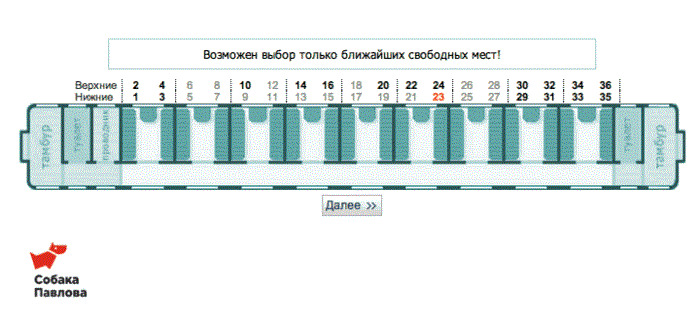 Возможен выбор только ближайших свободных мест!
Верхние 2 4 6 8 10 12 14 16 18 20 22 24 26 28 30 32 34 36
Нижние 1 3 5 7 9 11 13 15 17 19 21 23 25 27 29 31 33 35
тамбур туалет проводник туалет тамбур
Далее >>
Собака
Павлова